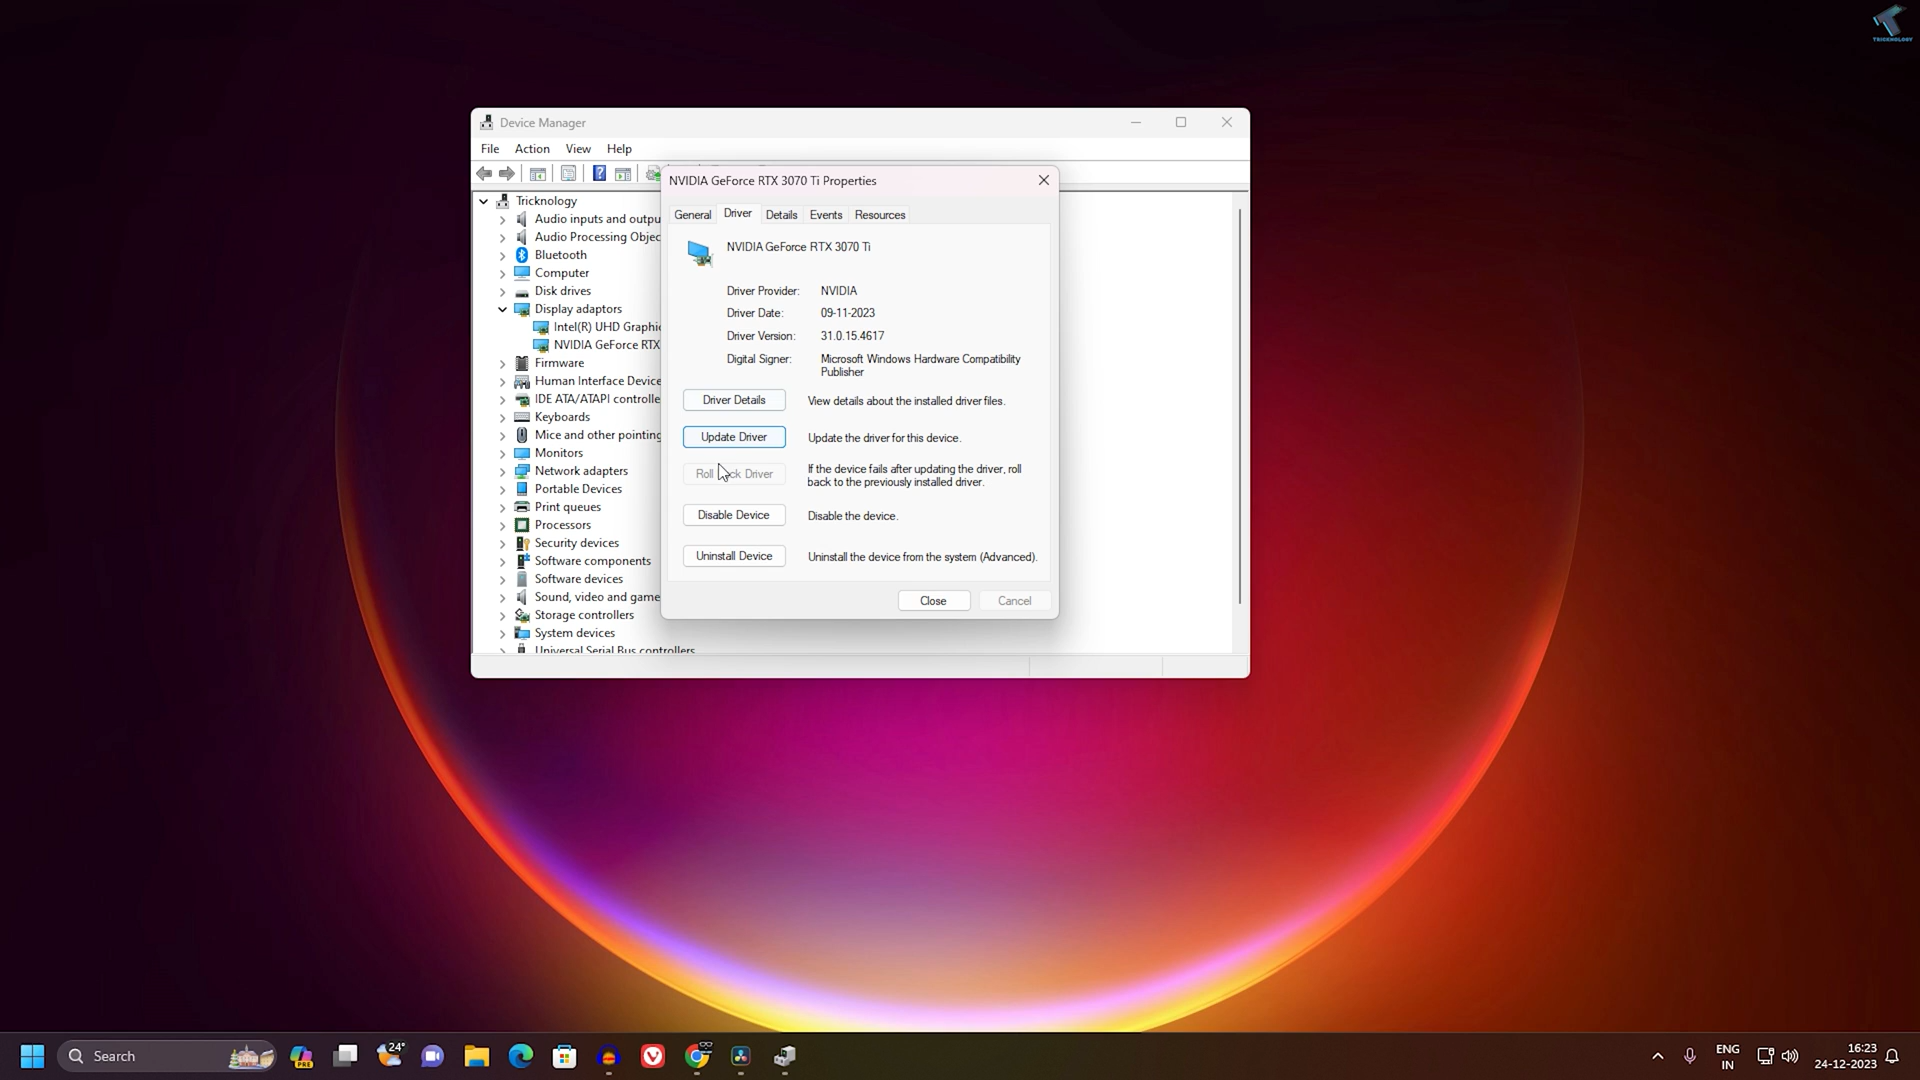 TRICKNOLOGY
Device Manager
File Action View Help
NVIDIA GeForce RTX 3070 Ti Properties
General Driver Details Events Resources
NVIDIA GeForce RTX 3070 Ti
Driver Provider: NVIDIA
Driver Date: 09-11-2023
Driver Version: 31.0.15.4617
Digital Signer: Microsoft Windows Hardware Compatibility
Publisher
Driver Details View details about the installed driver files.
Update Driver Update the driver for this device.
Roll ck Driver If the device fails after updating the driver, roll
back to the previously installed driver.
Disable Device Disable the device.
Uninstall Device Uninstall the device from the system (Advanced).
Close Cancel
Tricknology
Audio inputs and outpu
Audio Processing Objec
Bluetooth
Computer
Disk drives
Display adaptors
Intel(R) UHD Graphic
NVIDIA GeForce RTX
Firmware
Human Interface Device
IDE ATA/ATAPI controlle
Keyboards
Mice and other pointing
Monitors
Network adapters
Portable Devices
Print queues
Processors
Security devices
Software components
Software devices
Sound, video and game
Storage controllers
System devices
Universal Serial Bus controllers
Search
PRE
24°
ENG
IN
16:23
24-12-2023